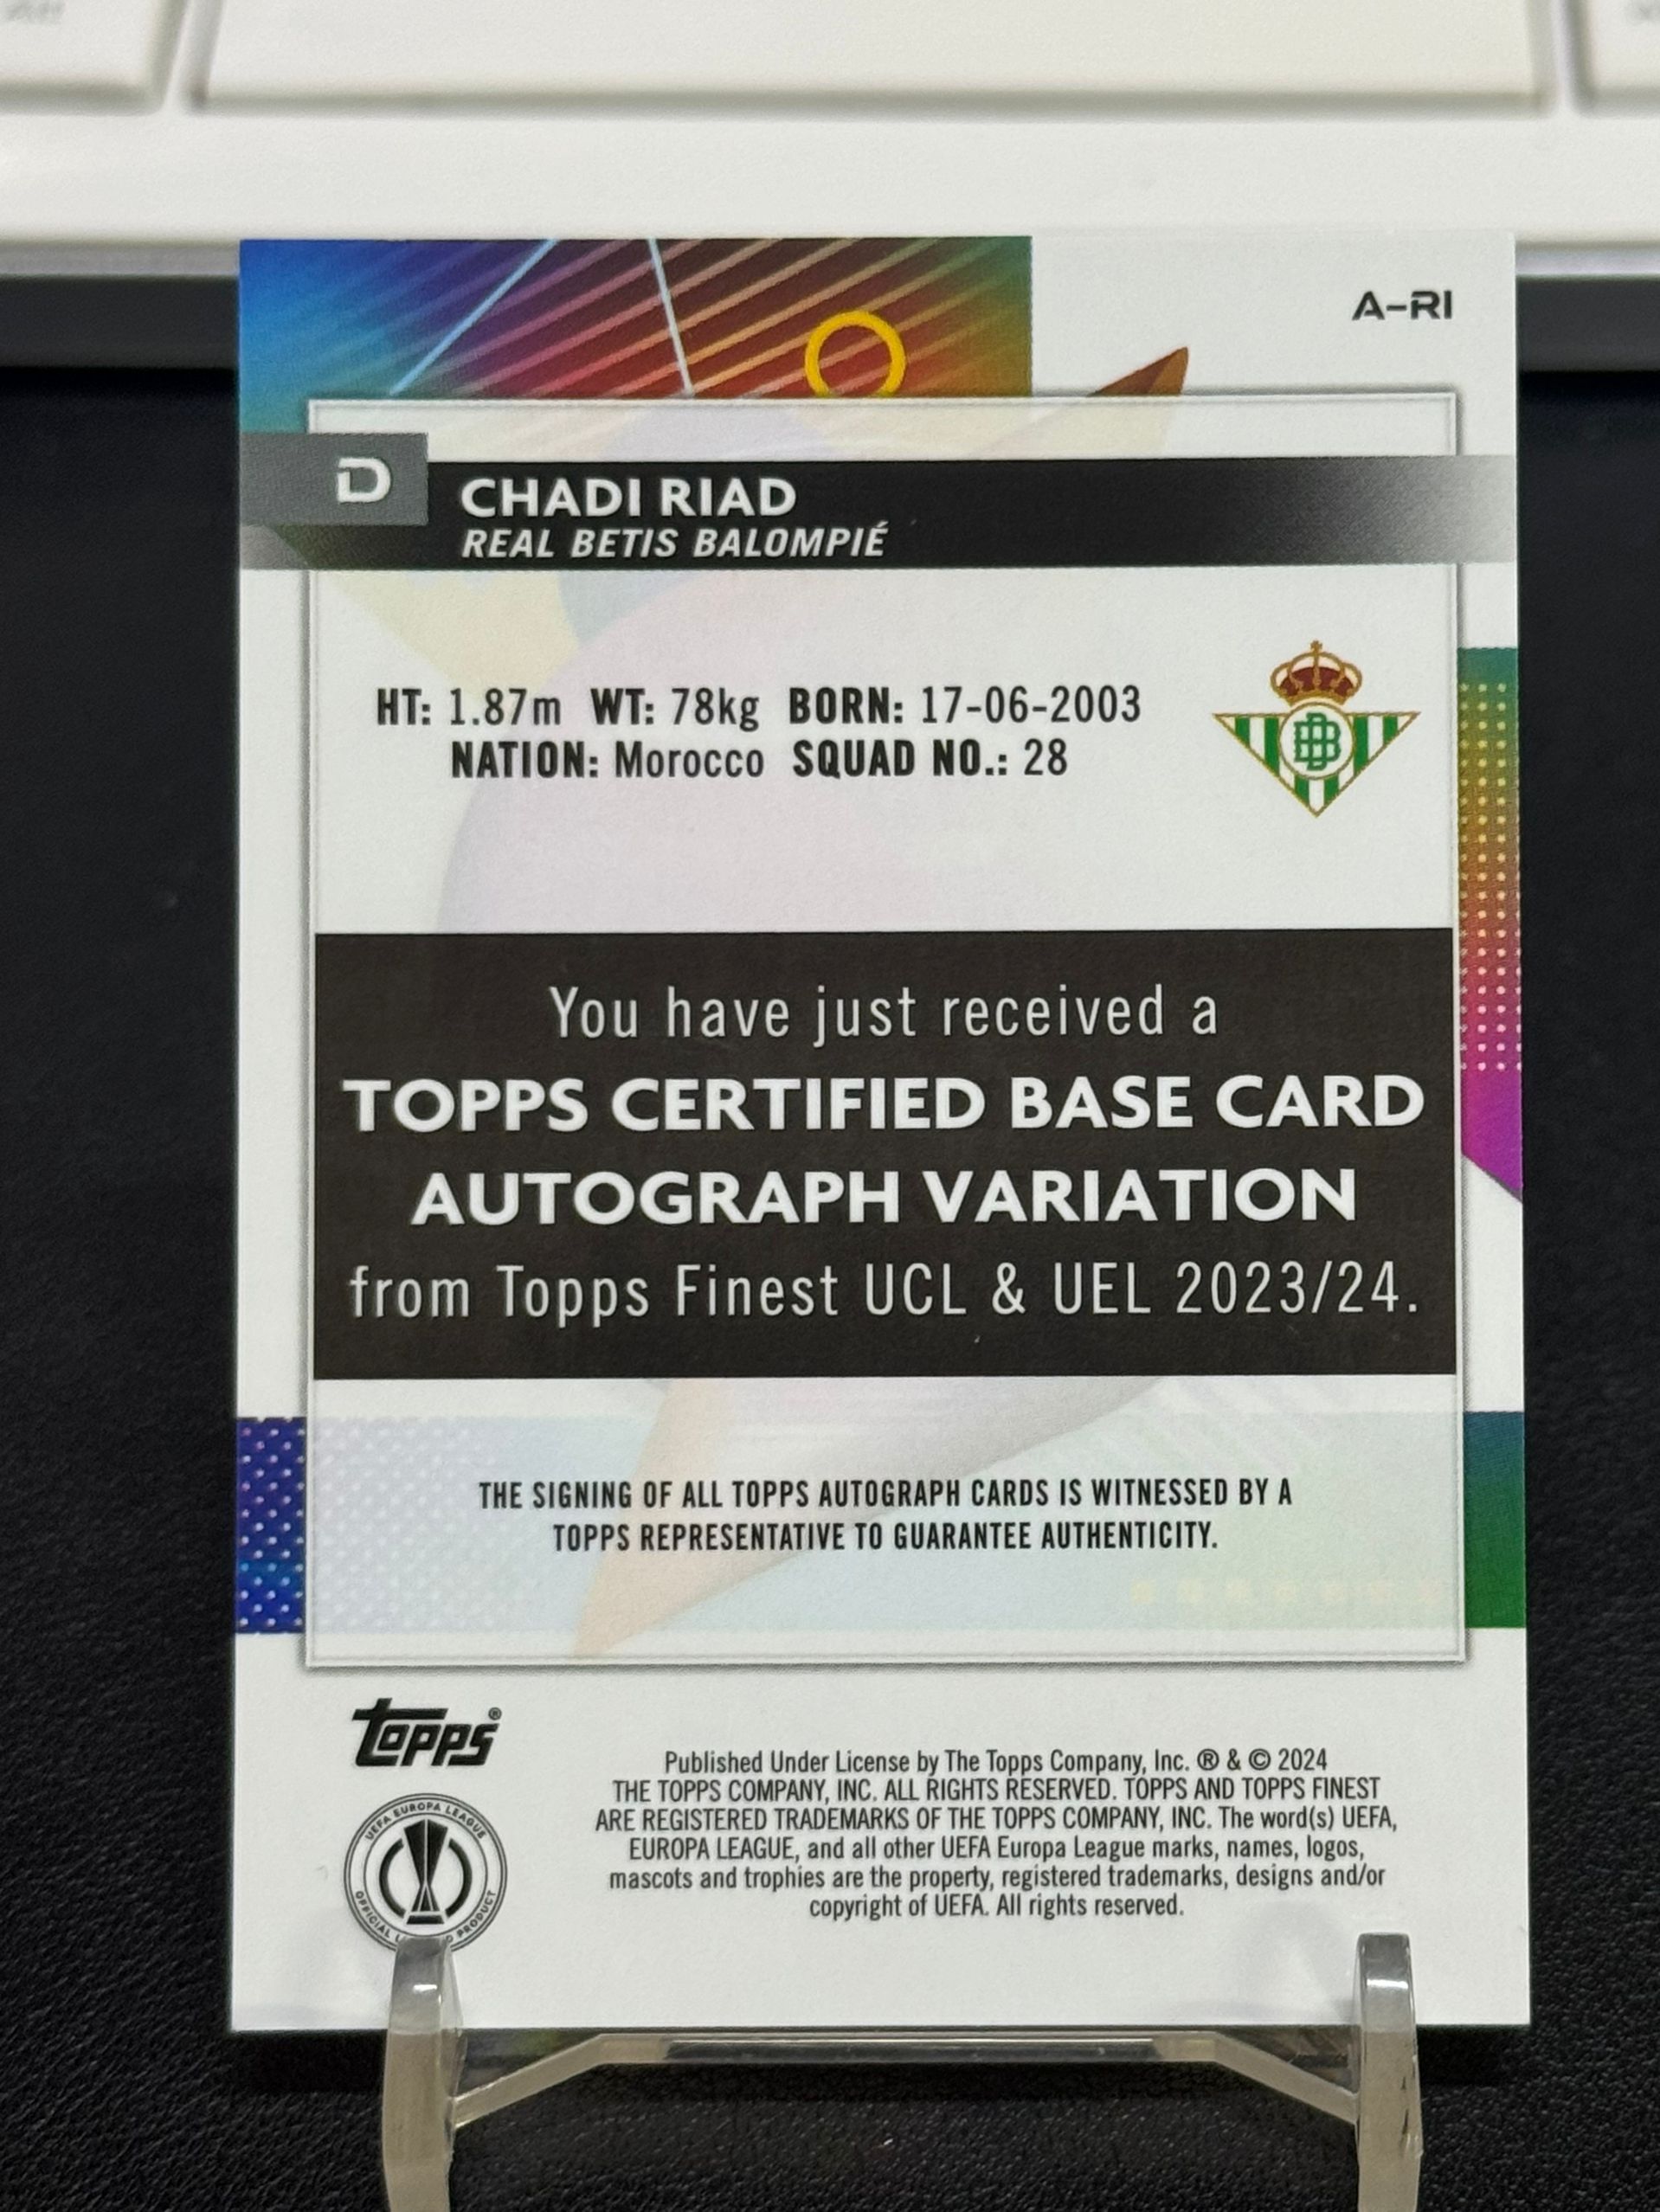 A-RI
D
CHADI RIAD
REAL BETIS BALOMPIÉ
HT: 1.87m WT: 78kg BORN: 17-06-2003
NATION: Morocco SQUAD NO.: 28
You have just received a
TOPPS CERTIFIED BASE CARD
AUTOGRAPH VARIATION
from Topps Finest UCL & UEL 2023/24.
THE SIGNING OF ALL TOPPS AUTOGRAPH CARDS IS WITNESSED BY A
TOPPS REPRESENTATIVE TO GUARANTEE AUTHENTICITY.
topps®
UEFA EUROPA LEAGUE
OFFICIAL PRODUCT
Published Under License by The Topps Company, Inc. ® & © 2024
THE TOPPS COMPANY, INC. ALL RIGHTS RESERVED. TOPPS AND TOPPS FINEST
ARE REGISTERED TRADEMARKS OF THE TOPPS COMPANY, INC. The word(s) UEFA,
EUROPA LEAGUE, and all other UEFA Europa League marks, names, logos,
mascots and trophies are the property, registered trademarks, designs and/or
copyright of UEFA. All rights reserved.